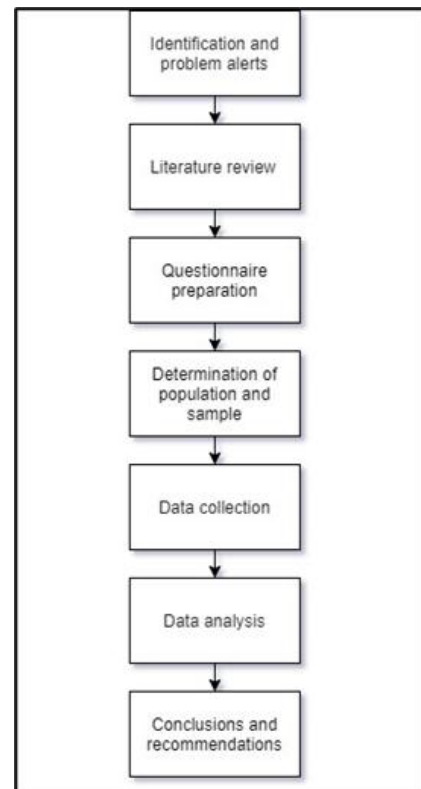 Identification and
problem alerts
Literature review
Questionnaire
preparation
Determination of
population and
sample
Data collection
Data analysis
Conclusions and
recommendations